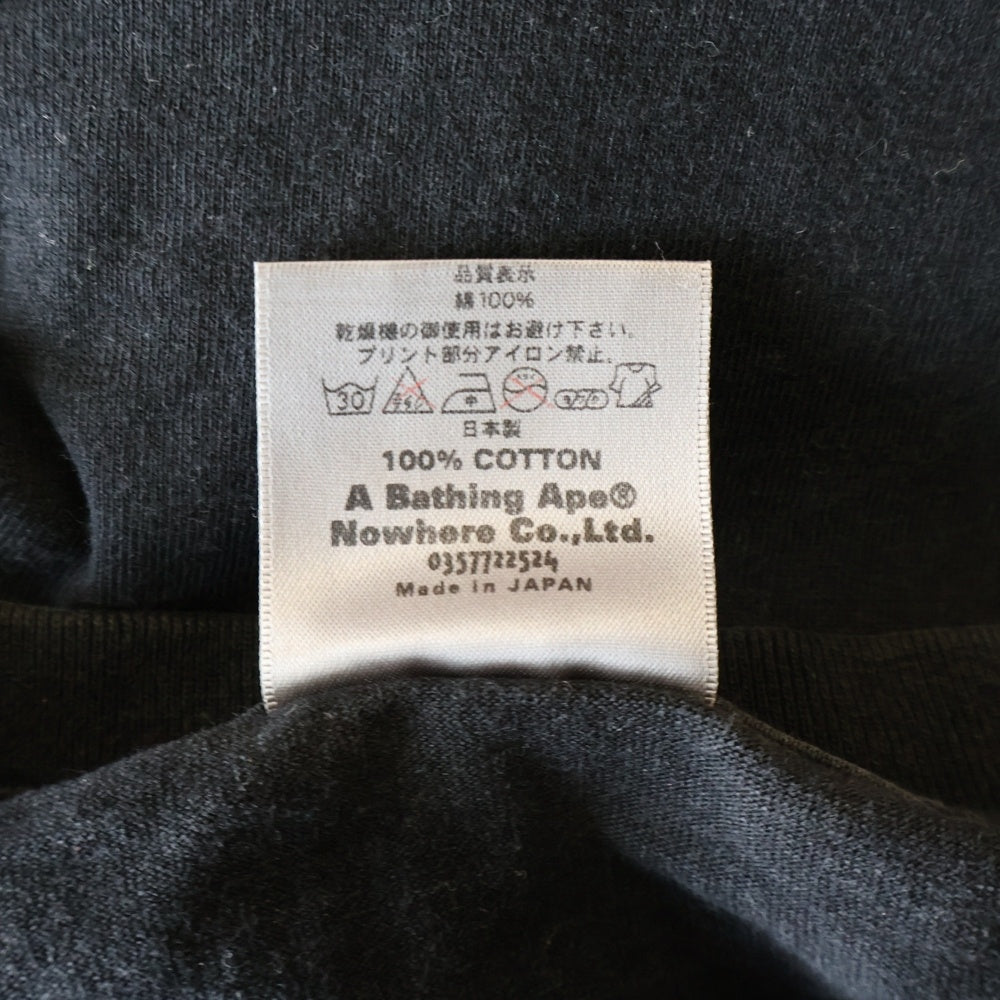 品質表示
綿100%
乾燥機の御使用はお避け下さい。
プリント部分アイロン禁止。
30 中
日本製
100% COTTON
A Bathing Ape®
Nowhere Co.,Ltd.
0357722524
Made in JAPAN